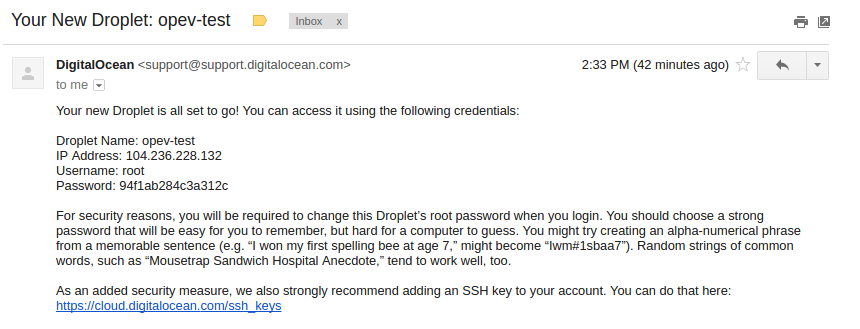 Your New Droplet: opev-test
Inbox x
DigitalOcean <support@support.digitalocean.com>
2:33 PM (42 minutes ago)
to me
Your new Droplet is all set to go! You can access it using the following credentials:
Droplet Name: opev-test
IP Address: 104.236.228.132
Username: root
Password: 94f1ab284c3a312c
For security reasons, you will be required to change this Droplet’s root password when you login. You should choose a strong
password that will be easy for you to remember, but hard for a computer to guess. You might try creating an alpha-numerical phrase
from a memorable sentence (e.g. “I won my first spelling bee at age 7,” might become “Iwm#1sbaa7”). Random strings of common
words, such as “Mousetrap Sandwich Hospital Anecdote,” tend to work well, too.
As an added security measure, we also strongly recommend adding an SSH key to your account. You can do that here:
https://cloud.digitalocean.com/ssh_keys